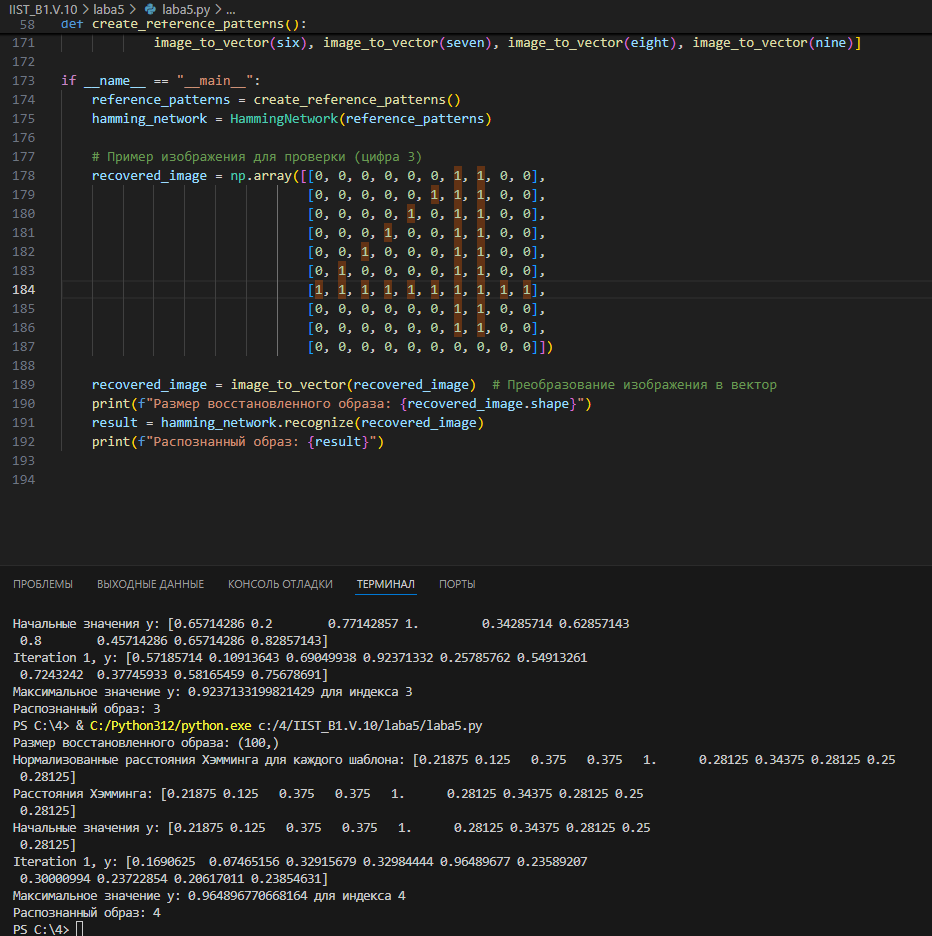 IIST_B1.V.10 > laba5 > laba5.py > ...
58 def create_reference_patterns():
171 image_to_vector(six), image_to_vector(seven), image_to_vector(eight), image_to_vector(nine)]
172
173 if __name__ == "__main__":
174 reference_patterns = create_reference_patterns()
175 hamming_network = HammingNetwork(reference_patterns)
176
177 # Пример изображения для проверки (цифра 3)
178 recovered_image = np.array([[0, 0, 0, 0, 0, 0, 1, 1, 0, 0],
179 [0, 0, 0, 0, 0, 1, 1, 1, 0, 0],
180 [0, 0, 0, 0, 1, 0, 1, 1, 0, 0],
181 [0, 0, 0, 1, 0, 0, 1, 1, 0, 0],
182 [0, 0, 1, 0, 0, 0, 1, 1, 0, 0],
183 [0, 1, 0, 0, 0, 0, 1, 1, 0, 0],
184 [1, 1, 1, 1, 1, 1, 1, 1, 1, 1],
185 [0, 0, 0, 0, 0, 0, 1, 1, 0, 0],
186 [0, 0, 0, 0, 0, 0, 1, 1, 0, 0],
187 [0, 0, 0, 0, 0, 0, 0, 0, 0, 0]])
188
189 recovered_image = image_to_vector(recovered_image) # Преобразование изображения в вектор
190 print(f"Размер восстановленного образа: {recovered_image.shape}")
191 result = hamming_network.recognize(recovered_image)
192 print(f"Распознанный образ: {result}")
193
194
ПРОБЛЕМЫ ВЫХОДНЫЕ ДАННЫЕ КОНСОЛЬ ОТЛАДКИ ТЕРМИНАЛ ПОРТЫ
Начальные значения y: [0.65714286 0.2 0.77142857 1. 0.34285714 0.62857143
0.8 0.45714286 0.65714286 0.82857143]
Iteration 1, y: [0.57185714 0.10913643 0.69049938 0.92371332 0.25785762 0.54913261
0.7243242 0.37745933 0.58165459 0.75678691]
Максимальное значение y: 0.9237133199821429 для индекса 3
Распознанный образ: 3
PS C:\4> & C:/Python312/python.exe c:/4/IIST_B1.V.10/laba5/laba5.py
Размер восстановленного образа: (100,)
Нормализованные расстояния Хэмминга для каждого шаблона: [0.21875 0.125 0.375 0.375 1. 0.28125 0.34375 0.28125 0.25
0.28125]
Расстояния Хэмминга: [0.21875 0.125 0.375 0.375 1. 0.28125 0.34375 0.28125 0.25
0.28125]
Начальные значения y: [0.21875 0.125 0.375 0.375 1. 0.28125 0.34375 0.28125 0.25
0.28125]
Iteration 1, y: [0.1690625 0.07465156 0.32915679 0.32984444 0.96489677 0.23589207
0.30000994 0.23722854 0.20617011 0.23854631]
Максимальное значение y: 0.964896770668164 для индекса 4
Распознанный образ: 4
PS C:\4>